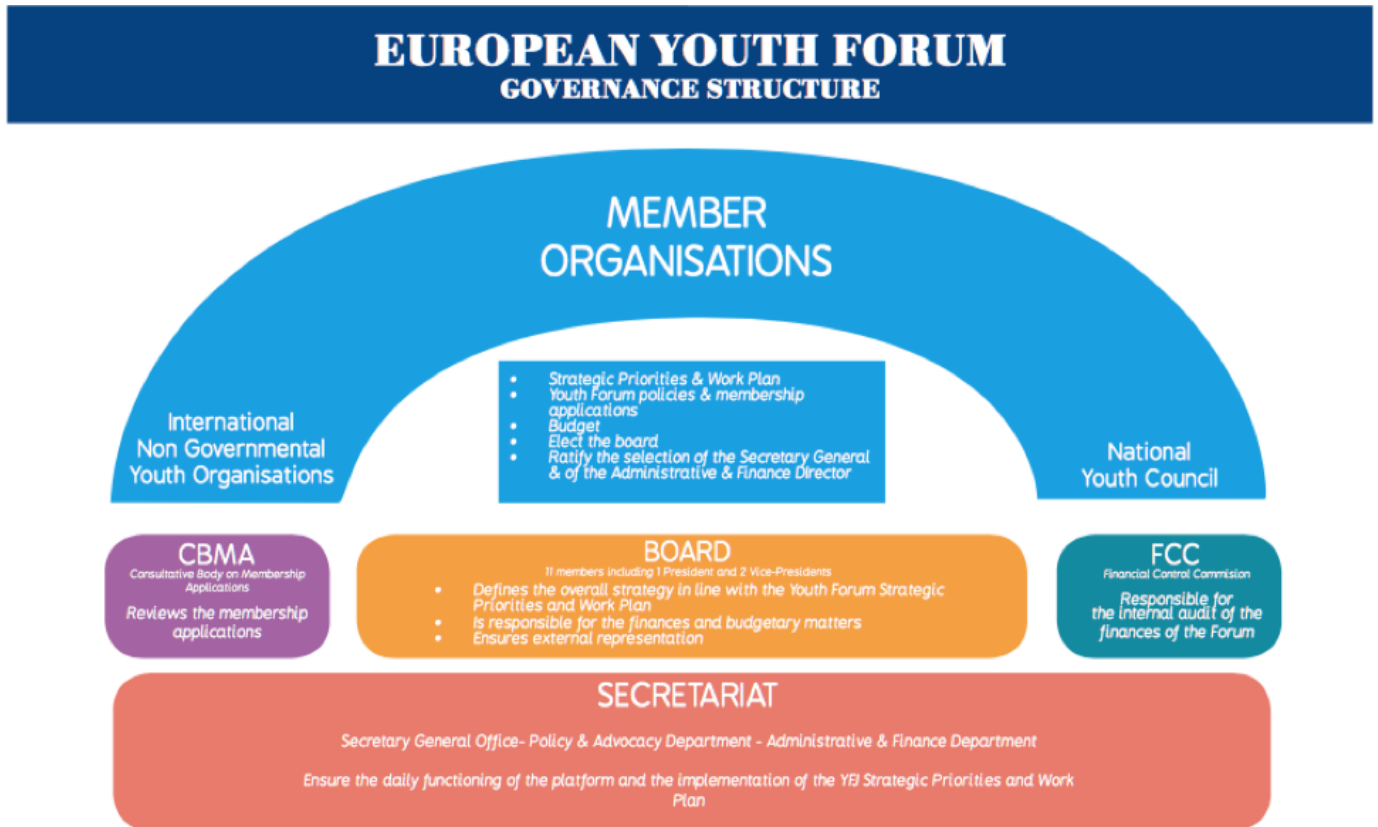 EUROPEAN YOUTH FORUM
GOVERNANCE STRUCTURE
MEMBER
ORGANISATIONS
International
Non Governmental
Youth Organisations
• Strategic Priorities & Work Plan
• Youth Forum policies & membership
applications
• Budget
• Elect the board
• Ratify the selection of the Secretary General
& of the Administrative & Finance Director
National
Youth Council
CBMA
Consultative Body on Membership
Applications
Reviews the membership
applications
BOARD
11 members including 1 President and 2 Vice-Presidents
• Defines the overall strategy in line with the Youth Forum Strategic
Priorities and Work Plan
• Is responsible for the finances and budgetary matters
• Ensures external representation
FCC
Financial Control Commision
Responsible for
the internal audit of the
finances of the Forum
SECRETARIAT
Secretary General Office- Policy & Advocacy Department - Administrative & Finance Department
Ensure the daily functioning of the platform and the implementation of the YFJ Strategic Priorities and Work
Plan